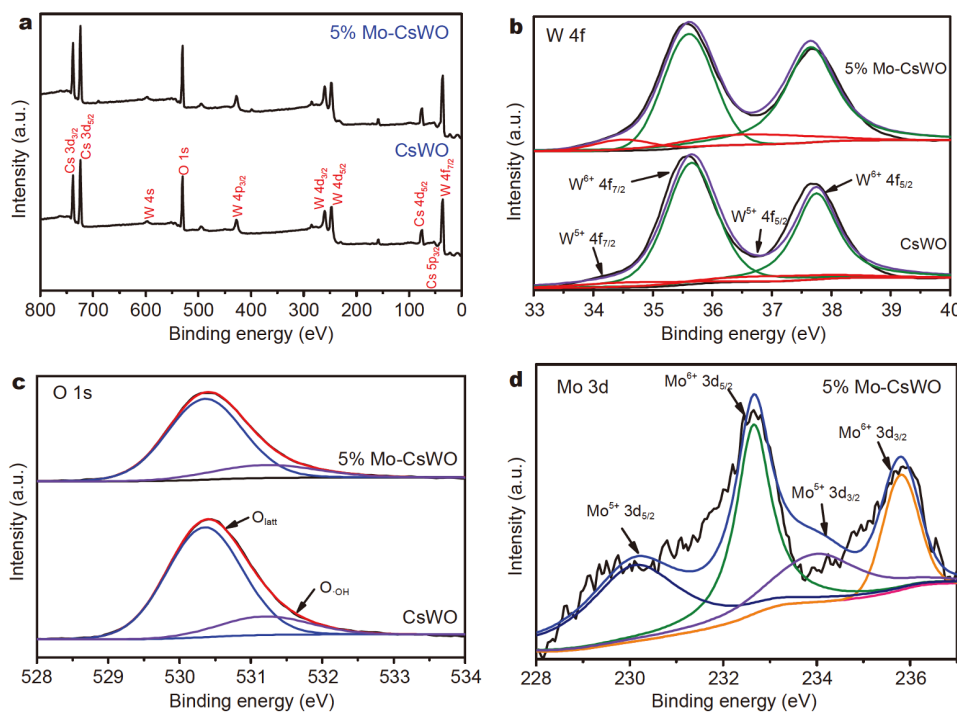 a
5% Mo-CsWO
CsWO
Cs 3d3/2
Cs 3d5/2
W 4s
O 1s
W 4p3/2
W 4d3/2
W 4d5/2
Cs 4d5/2
Cs 5p3/2
W 4f7/2
Intensity (a.u.)
800 700 600 500 400 300 200 100 0
Binding energy (eV)
b
W 4f
5% Mo-CsWO
W6+ 4f7/2
W6+ 4f5/2
W5+ 4f5/2
W5+ 4f7/2
CsWO
Intensity (a.u.)
33 34 35 36 37 38 39 40
Binding energy (eV)
c
O 1s
5% Mo-CsWO
Olatt
O-OH
CsWO
Intensity (a.u.)
528 529 530 531 532 533 534
Binding energy (eV)
d
Mo 3d
5% Mo-CsWO
Mo6+ 3d5/2
Mo6+ 3d3/2
Mo5+ 3d3/2
Mo5+ 3d5/2
Intensity (a.u.)
228 230 232 234 236
Binding energy (eV)